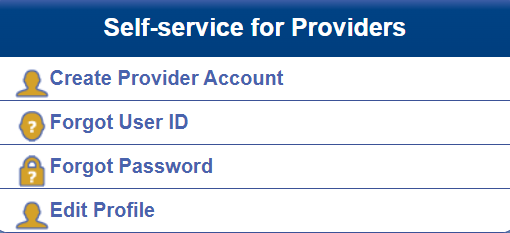 Self-service for Providers
Create Provider Account
? Forgot User ID
? Forgot Password
Edit Profile